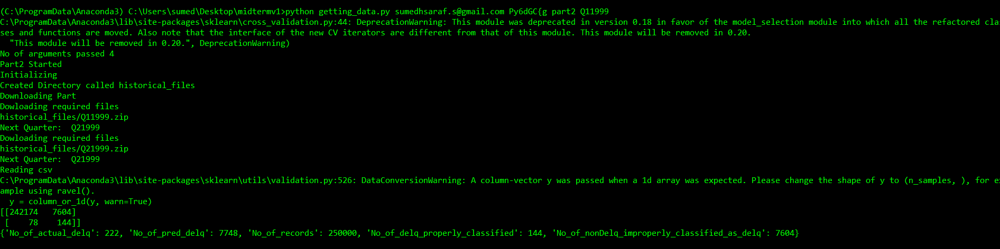 (C:\ProgramData\Anaconda3) C:\Users\sumed\Desktop\midtermv1>python getting_data.py sumedhsaraf.s@gmail.com Py6dGC{g part2 Q11999
C:\ProgramData\Anaconda3\lib\site-packages\sklearn\cross_validation.py:44: DeprecationWarning: This module was deprecated in version 0.18 in favor of the model_selection module into which all the refactored clas
ses and functions are moved. Also note that the interface of the new CV iterators are different from that of this module. This module will be removed in 0.20.
  "This module will be removed in 0.20.", DeprecationWarning)
No of arguments passed 4
Part2 Started
Initializing
Created Directory called historical_files
Downloading Part
Dowloading required files
historical_files/Q11999.zip
Next Quarter:  Q21999
Dowloading required files
historical_files/Q21999.zip
Next Quarter:  Q21999
Reading csv
C:\ProgramData\Anaconda3\lib\site-packages\sklearn\utils\validation.py:526: DataConversionWarning: A column-vector y was passed when a 1d array was expected. Please change the shape of y to (n_samples, ), for ex
ample using ravel().
  y = column_or_1d(y, warn=True)
[[242174   7604]
 [    78    144]]
{'No_of_actual_delq': 222, 'No_of_pred_delq': 7748, 'No_of_records': 250000, 'No_of_delq_properly_classified': 144, 'No_of_nonDelq_improperly_classified_as_delq': 7604}